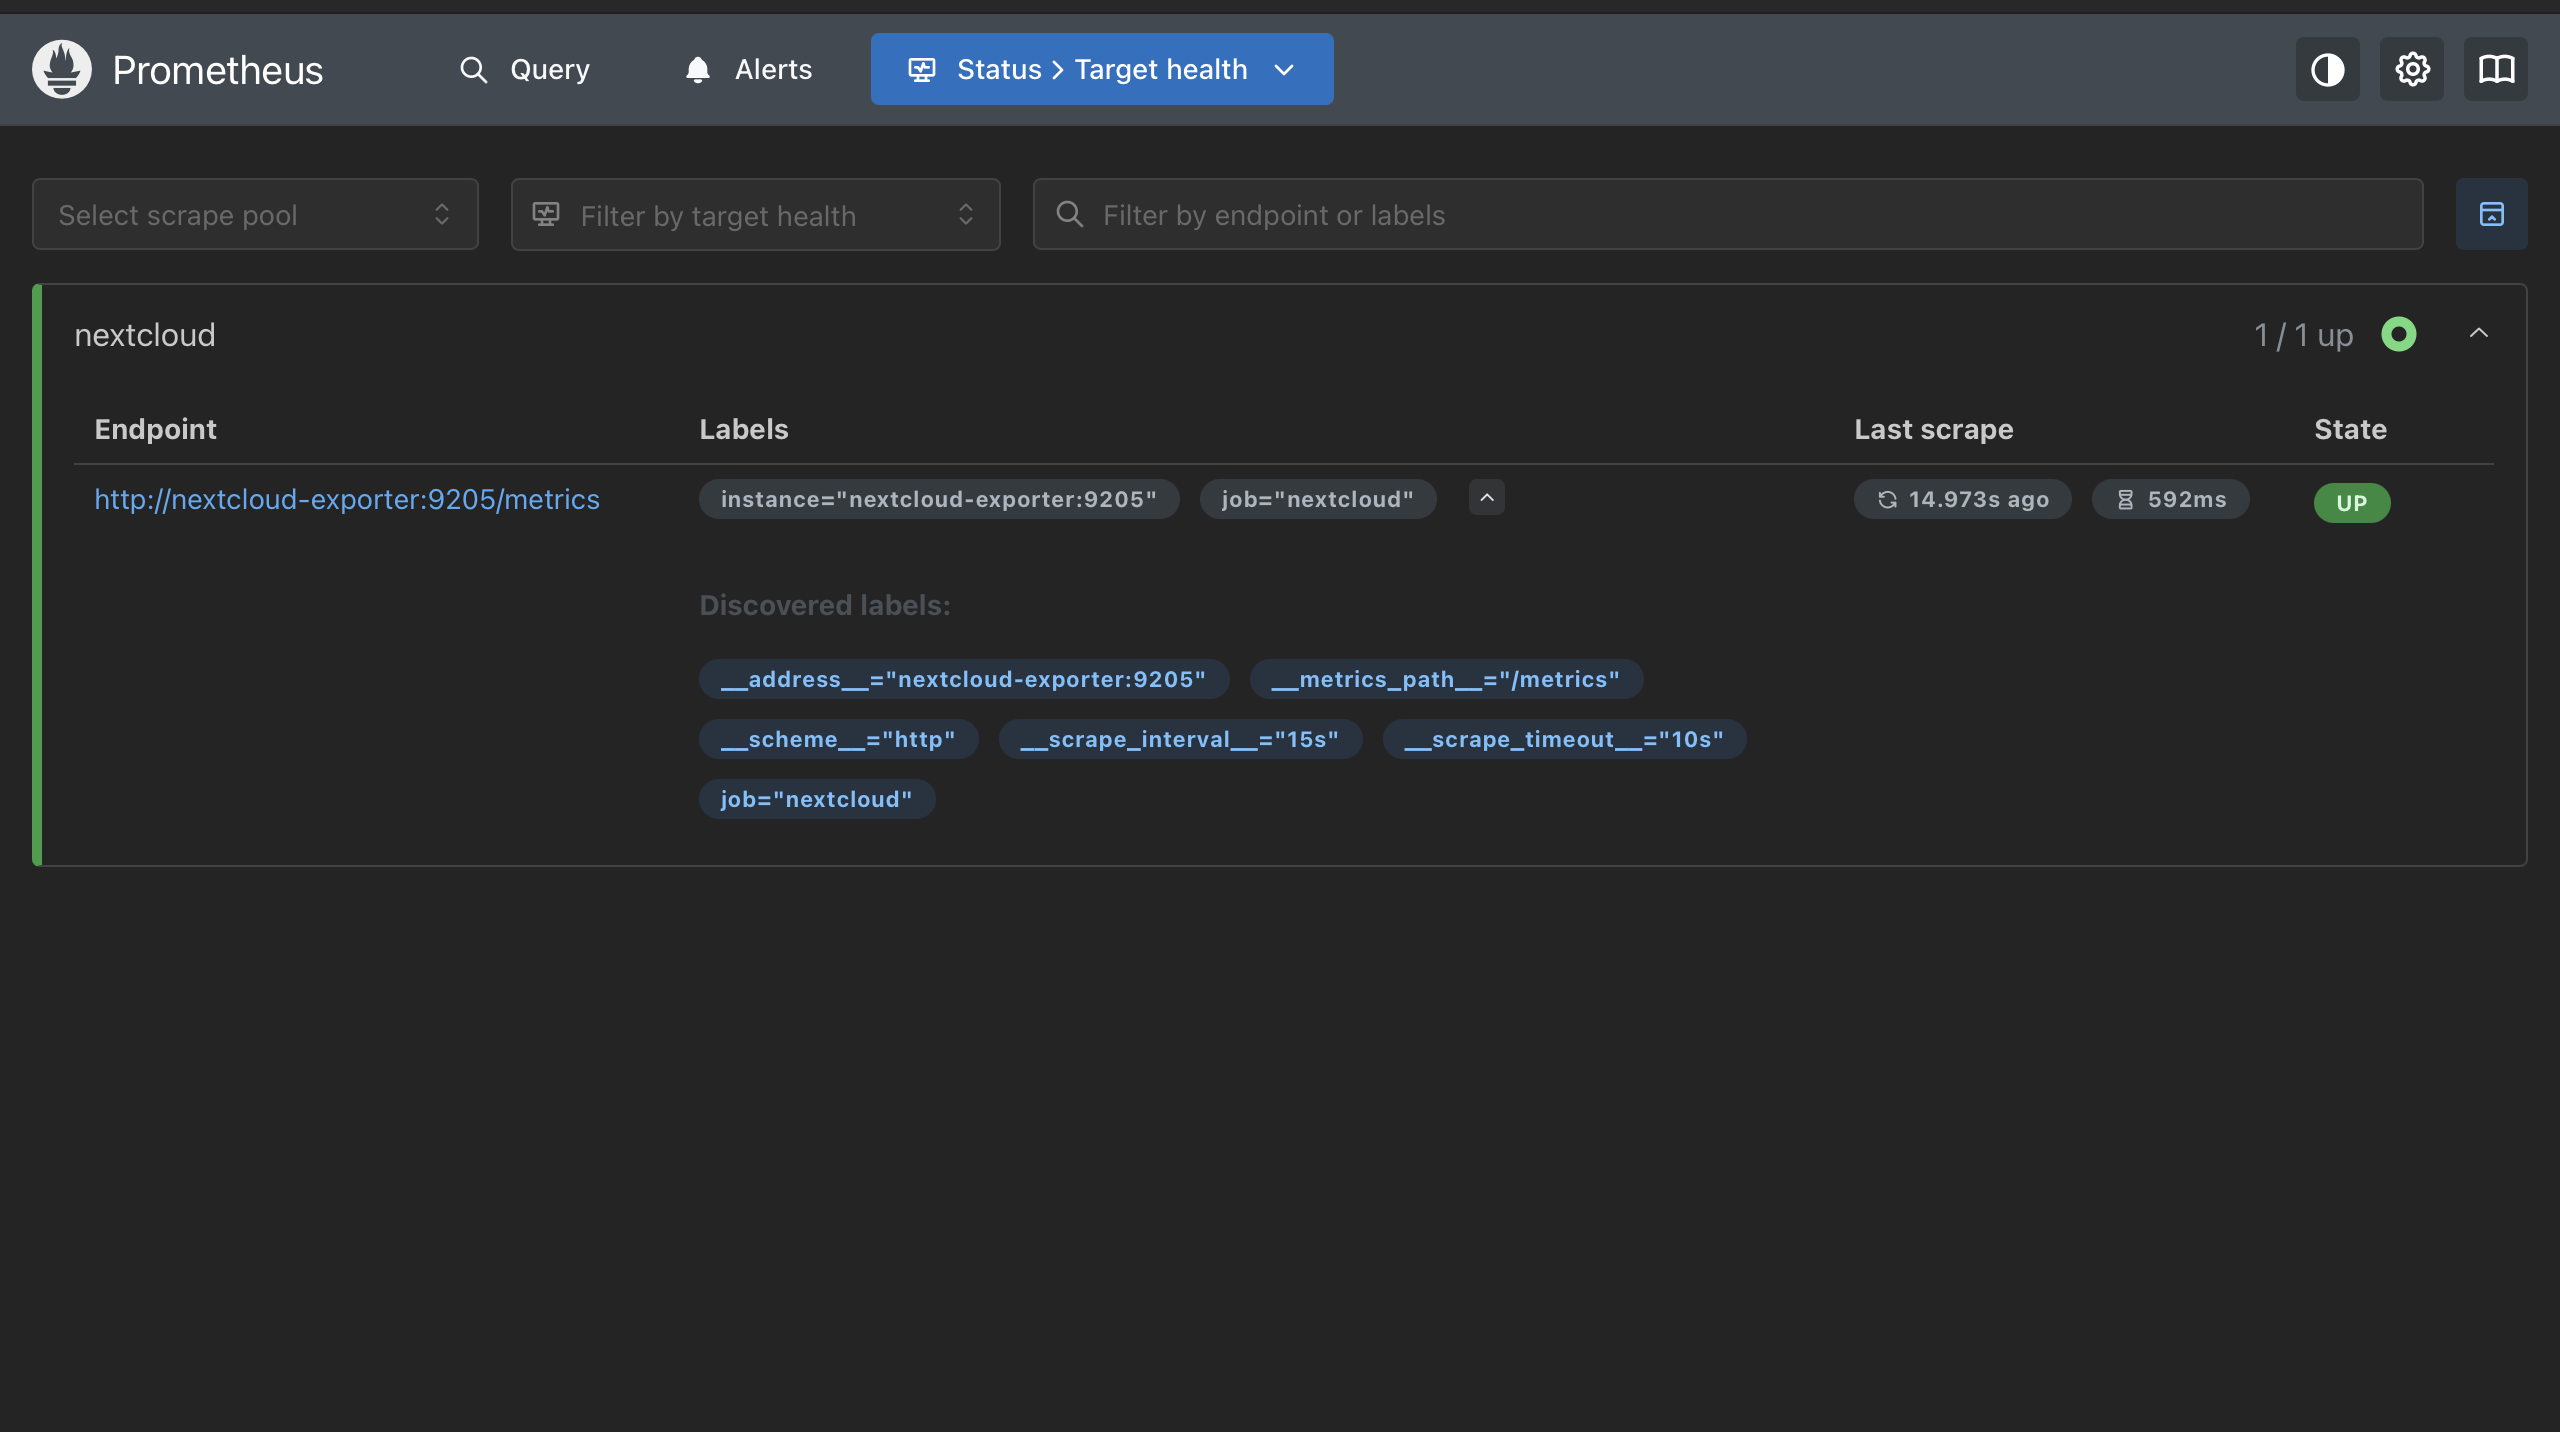 Prometheus Query Alerts Status > Target health
Select scrape pool Filter by target health Filter by endpoint or labels
nextcloud 1 / 1 up
Endpoint Labels Last scrape State
http://nextcloud-exporter:9205/metrics instance="nextcloud-exporter:9205" job="nextcloud" 14.973s ago 592ms UP
Discovered labels:
__address__="nextcloud-exporter:9205" __metrics_path__="/metrics"
__scheme__="http" __scrape_interval__="15s" __scrape_timeout__="10s"
job="nextcloud"